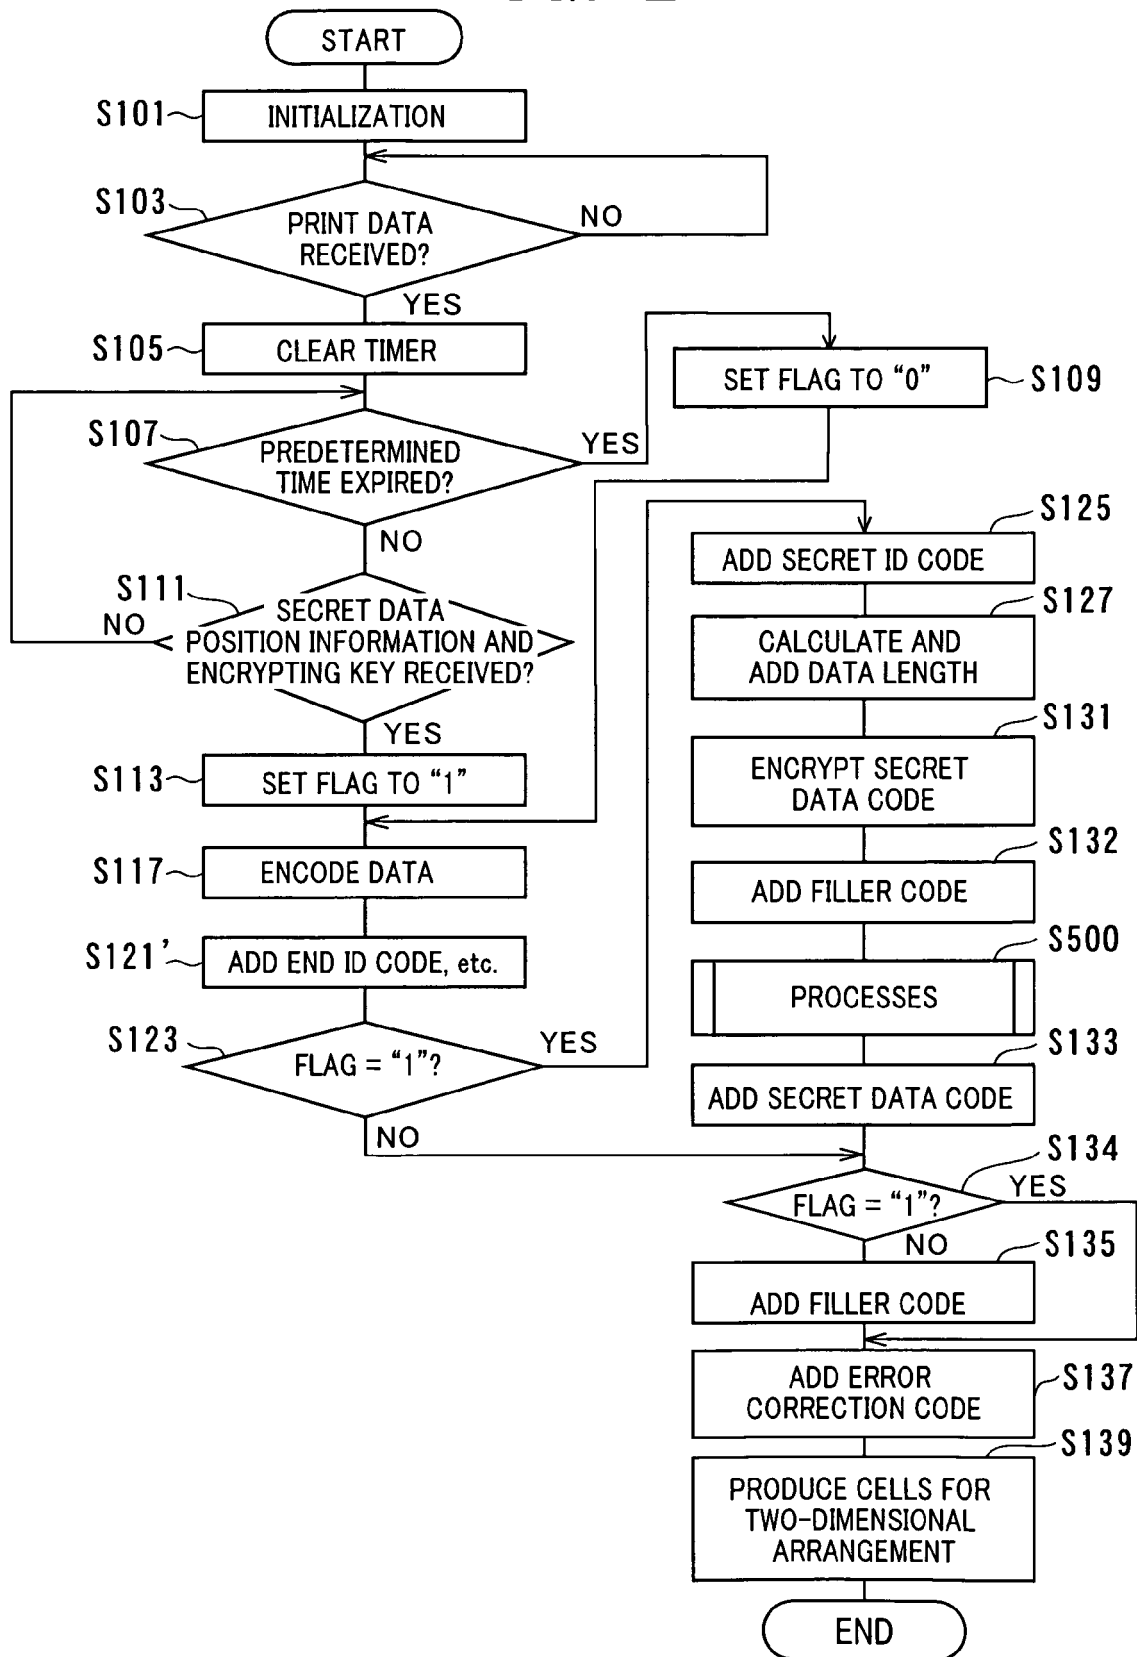 START
S101
INITIALIZATION
S103
PRINT DATA
RECEIVED?
NO
YES
S105
CLEAR TIMER
SET FLAG TO “0”
S109
S107
PREDETERMINED
TIME EXPIRED?
YES
NO
S111
SECRET DATA
POSITION INFORMATION AND
ENCRYPTING KEY RECEIVED?
NO
YES
S113
SET FLAG TO “1”
S117
ENCODE DATA
S121’
ADD END ID CODE, etc.
S123
FLAG = “1”?
YES
NO
S125
ADD SECRET ID CODE
S127
CALCULATE AND
ADD DATA LENGTH
S131
ENCRYPT SECRET
DATA CODE
S132
ADD FILLER CODE
S500
PROCESSES
S133
ADD SECRET DATA CODE
S134
FLAG = “1”?
YES
NO
S135
ADD FILLER CODE
ADD ERROR
CORRECTION CODE
S137
S139
PRODUCE CELLS FOR
TWO-DIMENSIONAL
ARRANGEMENT
END